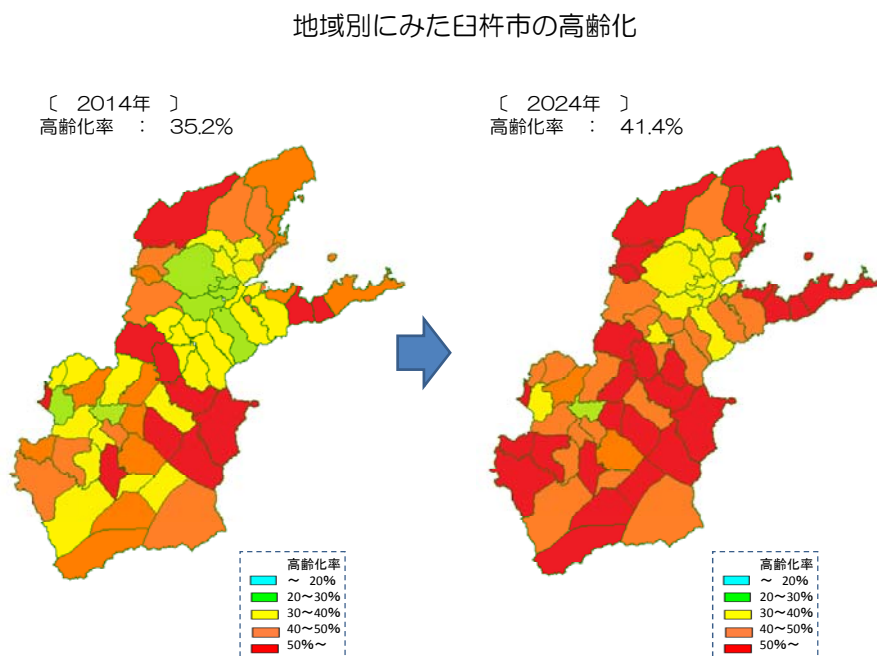 地域別にみた臼杵市の高齢化
〔　2014年　〕
高齢化率　：　35.2%
〔　2024年　〕
高齢化率　：　41.4%
高齢化率
～ 20%
20～30%
30～40%
40～50%
50%～
高齢化率
～ 20%
20～30%
30～40%
40～50%
50%～